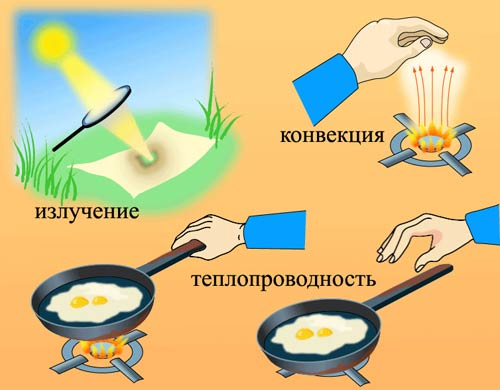 конвекция
излучение
теплопроводность